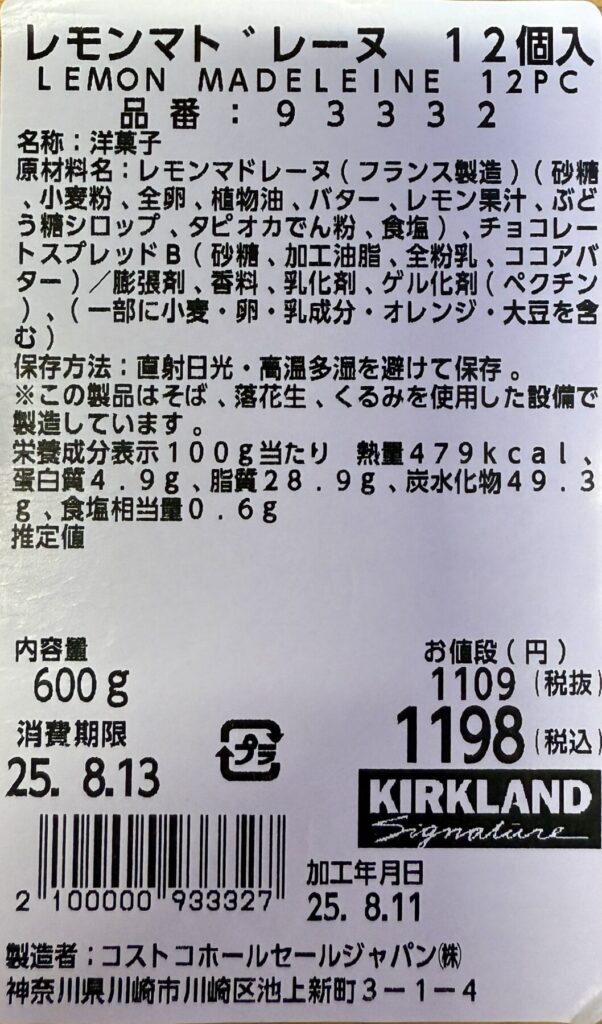 レモンマドレーヌ 12個入
LEMON MADELEINE 12PC
品番:93332
名称:洋菓子
原材料名:レモンマドレーヌ(フランス製造)(砂糖
、小麦粉、全卵、植物油、バター、レモン果汁、ぶど
う糖シロップ、タピオカでん粉、食塩)、チョコレー
トスプレッドB(砂糖、加工油脂、全粉乳、ココアバ
ター)/膨張剤、香料、乳化剤、ゲル化剤(ペクチン
)、(一部に小麦・卵・乳成分・オレンジ・大豆を含
む)
保存方法:直射日光・高温多湿を避けて保存。
※この製品はそば、落花生、くるみを使用した設備で
製造しています。
栄養成分表示100g当たり 熱量479kcal、
蛋白質4.9g、脂質28.9g、炭水化物49.3
g、食塩相当量0.6g
推定値
内容量
600g
お値段(円)
1109(税抜)
1198(税込)
消費期限
25. 8.13
プラ
KIRKLAND
Signature
2 100000 933327
加工年月日
25. 8.11
製造者:コストコホールセールジャパン㈱
神奈川県川崎市川崎区池上新町3-1-4